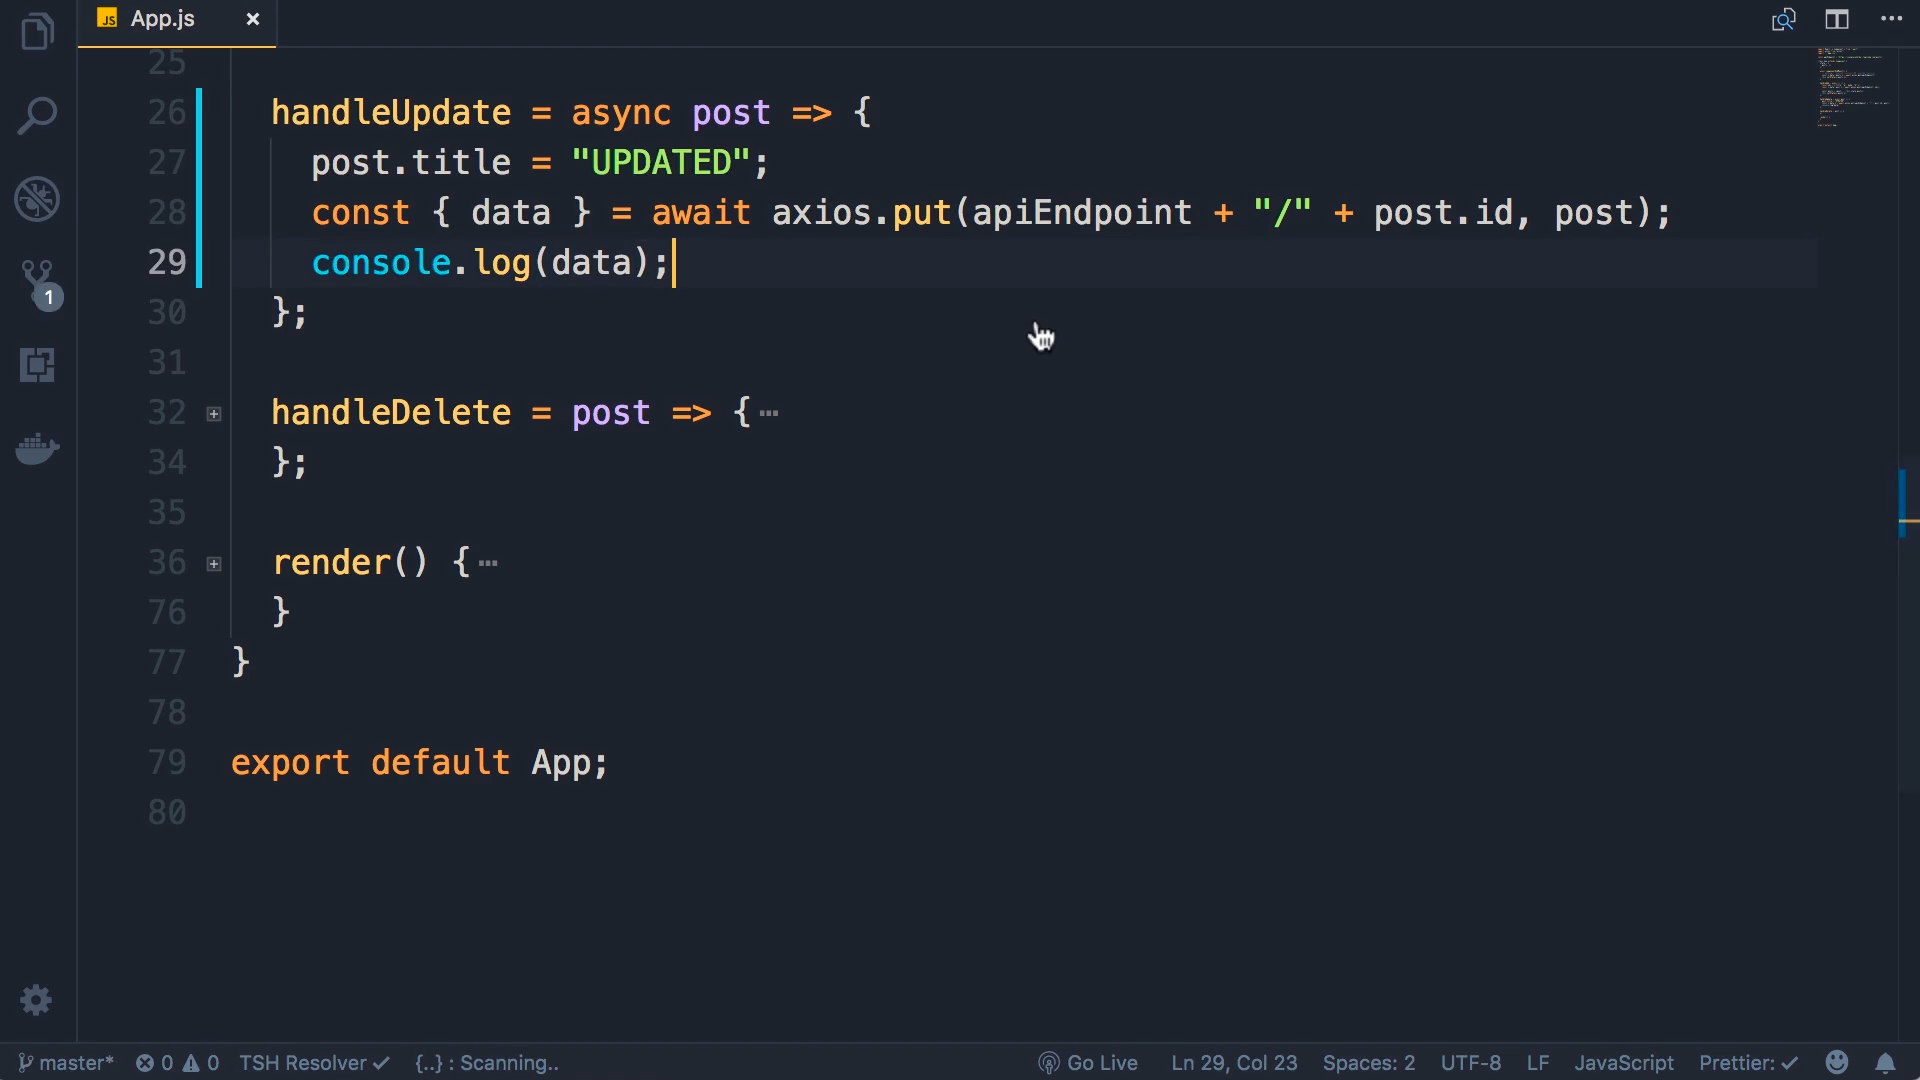 JS App.js ×
25
26 handleUpdate = async post => {
27 post.title = "UPDATED";
28 const { data } = await axios.put(apiEndpoint + "/" + post.id, post);
29 console.log(data);
30 };
31
32 handleDelete = post => {…
34 };
35
36 render() {…
76 }
77 }
78
79 export default App;
80
1
master* 0 0 TSH Resolver ✓ {..} : Scanning.. Go Live Ln 29, Col 23 Spaces: 2 UTF-8 LF JavaScript Prettier: ✓